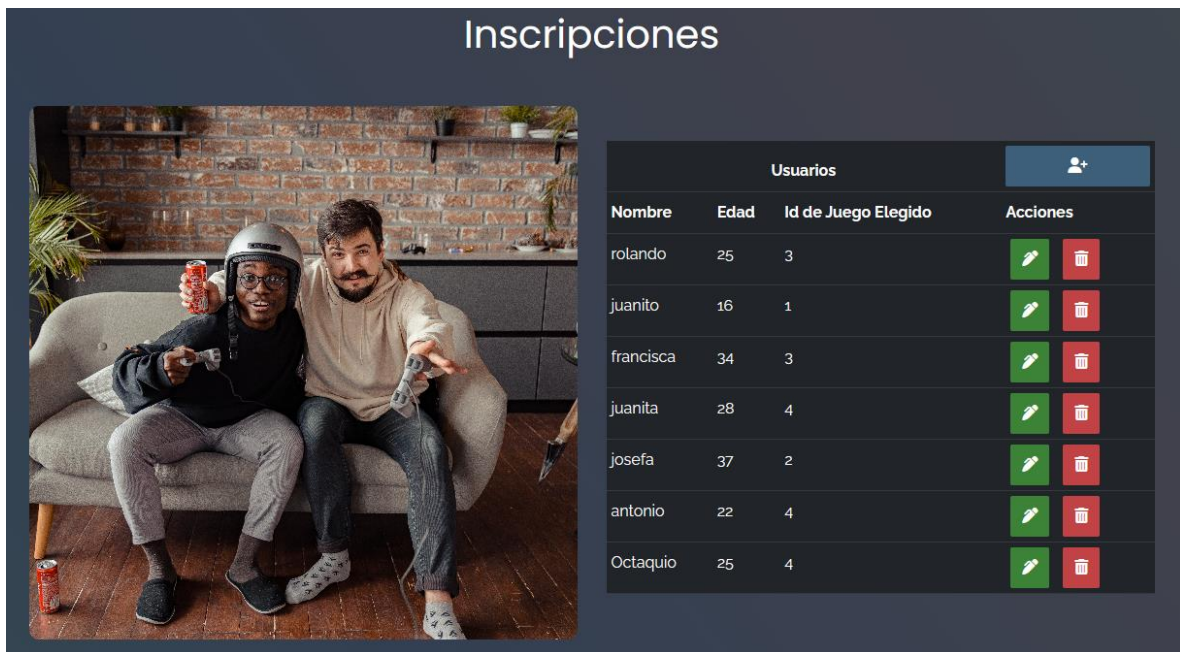 Inscripciones
Usuarios
Nombre Edad Id de Juego Elegido Acciones
rolando 25 3
juanito 16 1
francisca 34 3
juanita 28 4
josefa 37 2
antonio 22 4
Octaquio 25 4